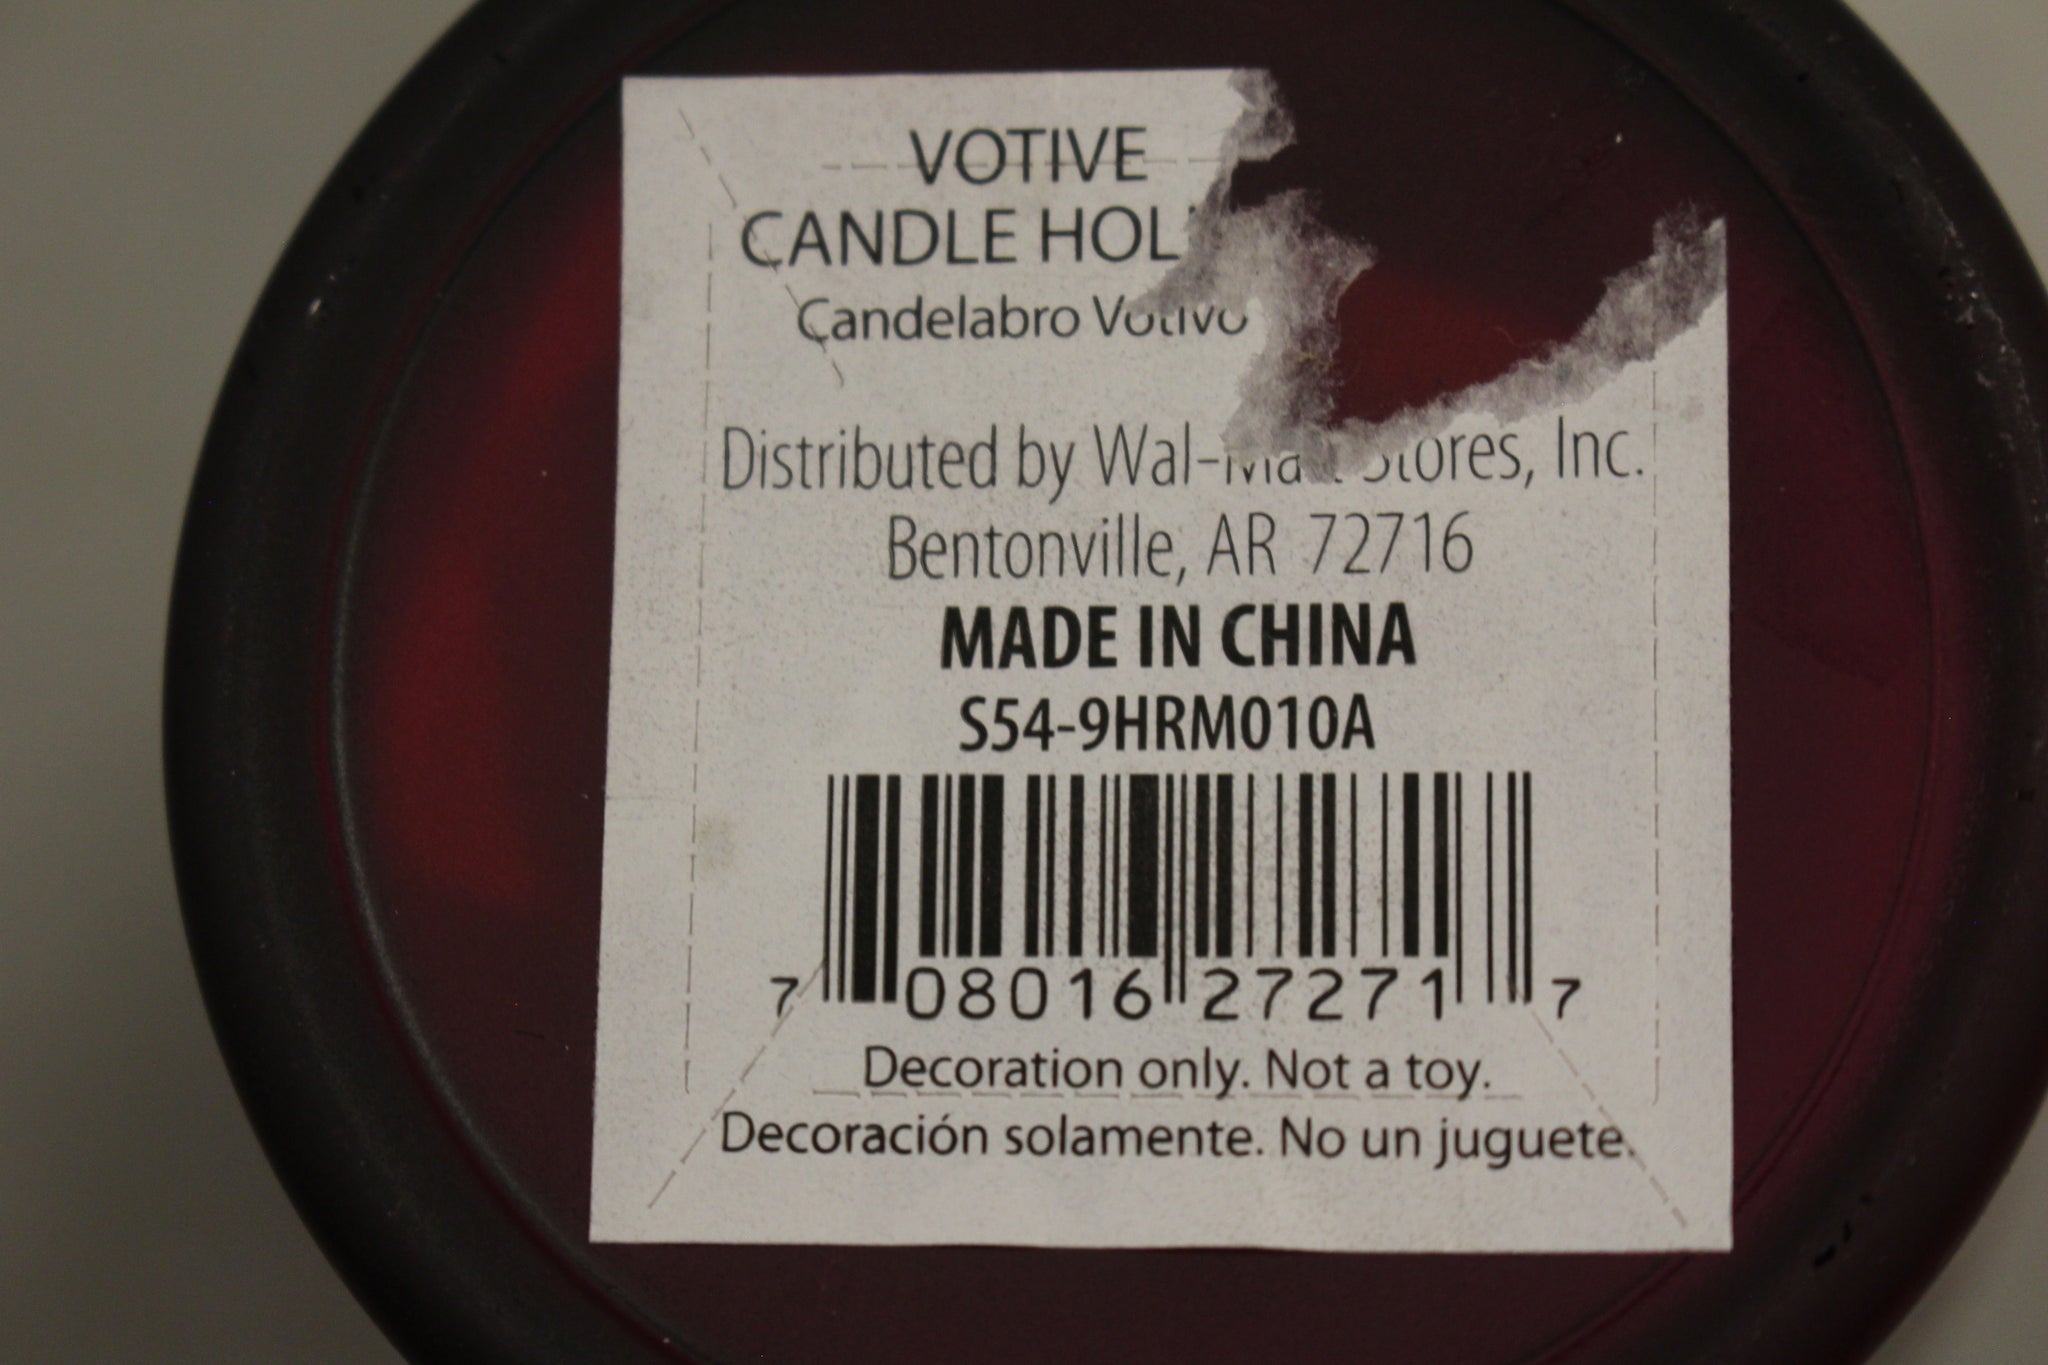 VOTIVE
CANDLE HOL
Candelabro Votivo
Distributed by Wal-Mart Stores, Inc.
Bentonville, AR 72716
MADE IN CHINA
S54-9HRM010A
7 08016 27271 7
Decoration only. Not a toy.
Decoración solamente. No un juguete.